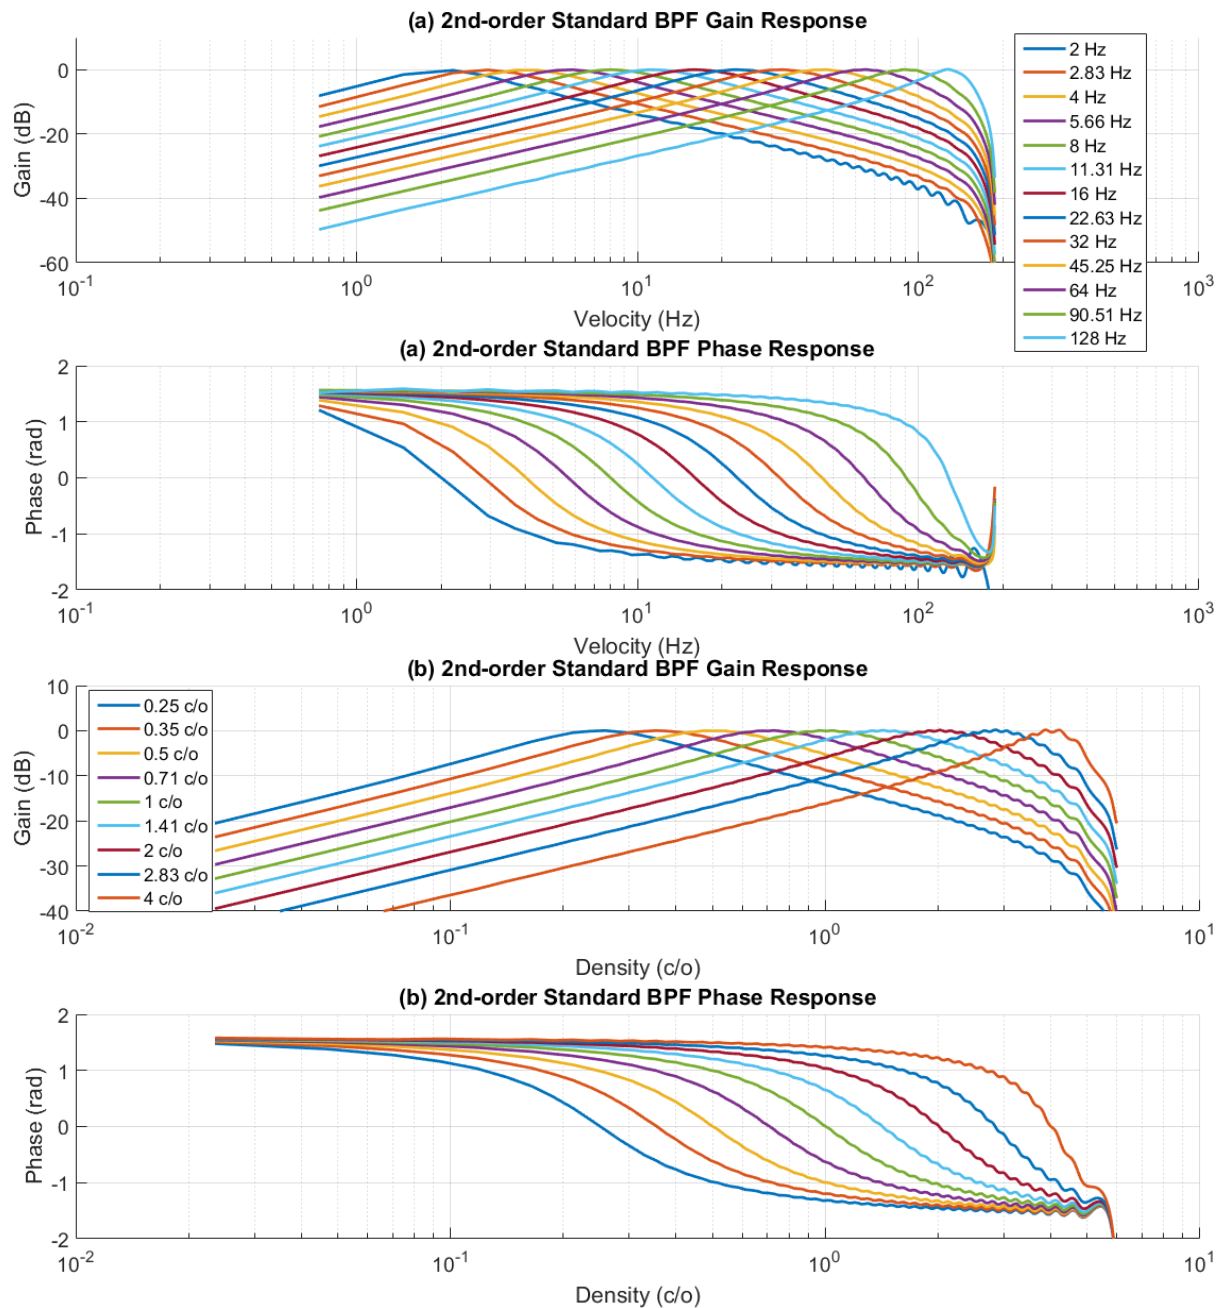 (a) 2nd-order Standard BPF Gain Response
Gain (dB)
0
-20
-40
-60
10^-1
10^0
10^1
10^2
10^3
Velocity (Hz)
2 Hz
2.83 Hz
4 Hz
5.66 Hz
8 Hz
11.31 Hz
16 Hz
22.63 Hz
32 Hz
45.25 Hz
64 Hz
90.51 Hz
128 Hz
(a) 2nd-order Standard BPF Phase Response
Phase (rad)
2
1
0
-1
-2
10^-1
10^0
10^1
10^2
10^3
Velocity (Hz)
(b) 2nd-order Standard BPF Gain Response
Gain (dB)
10
0
-10
-20
-30
-40
0.25 c/o
0.35 c/o
0.5 c/o
0.71 c/o
1 c/o
1.41 c/o
2 c/o
2.83 c/o
4 c/o
10^-2
10^-1
10^0
10^1
Density (c/o)
(b) 2nd-order Standard BPF Phase Response
Phase (rad)
2
1
0
-1
-2
10^-2
10^-1
10^0
10^1
Density (c/o)